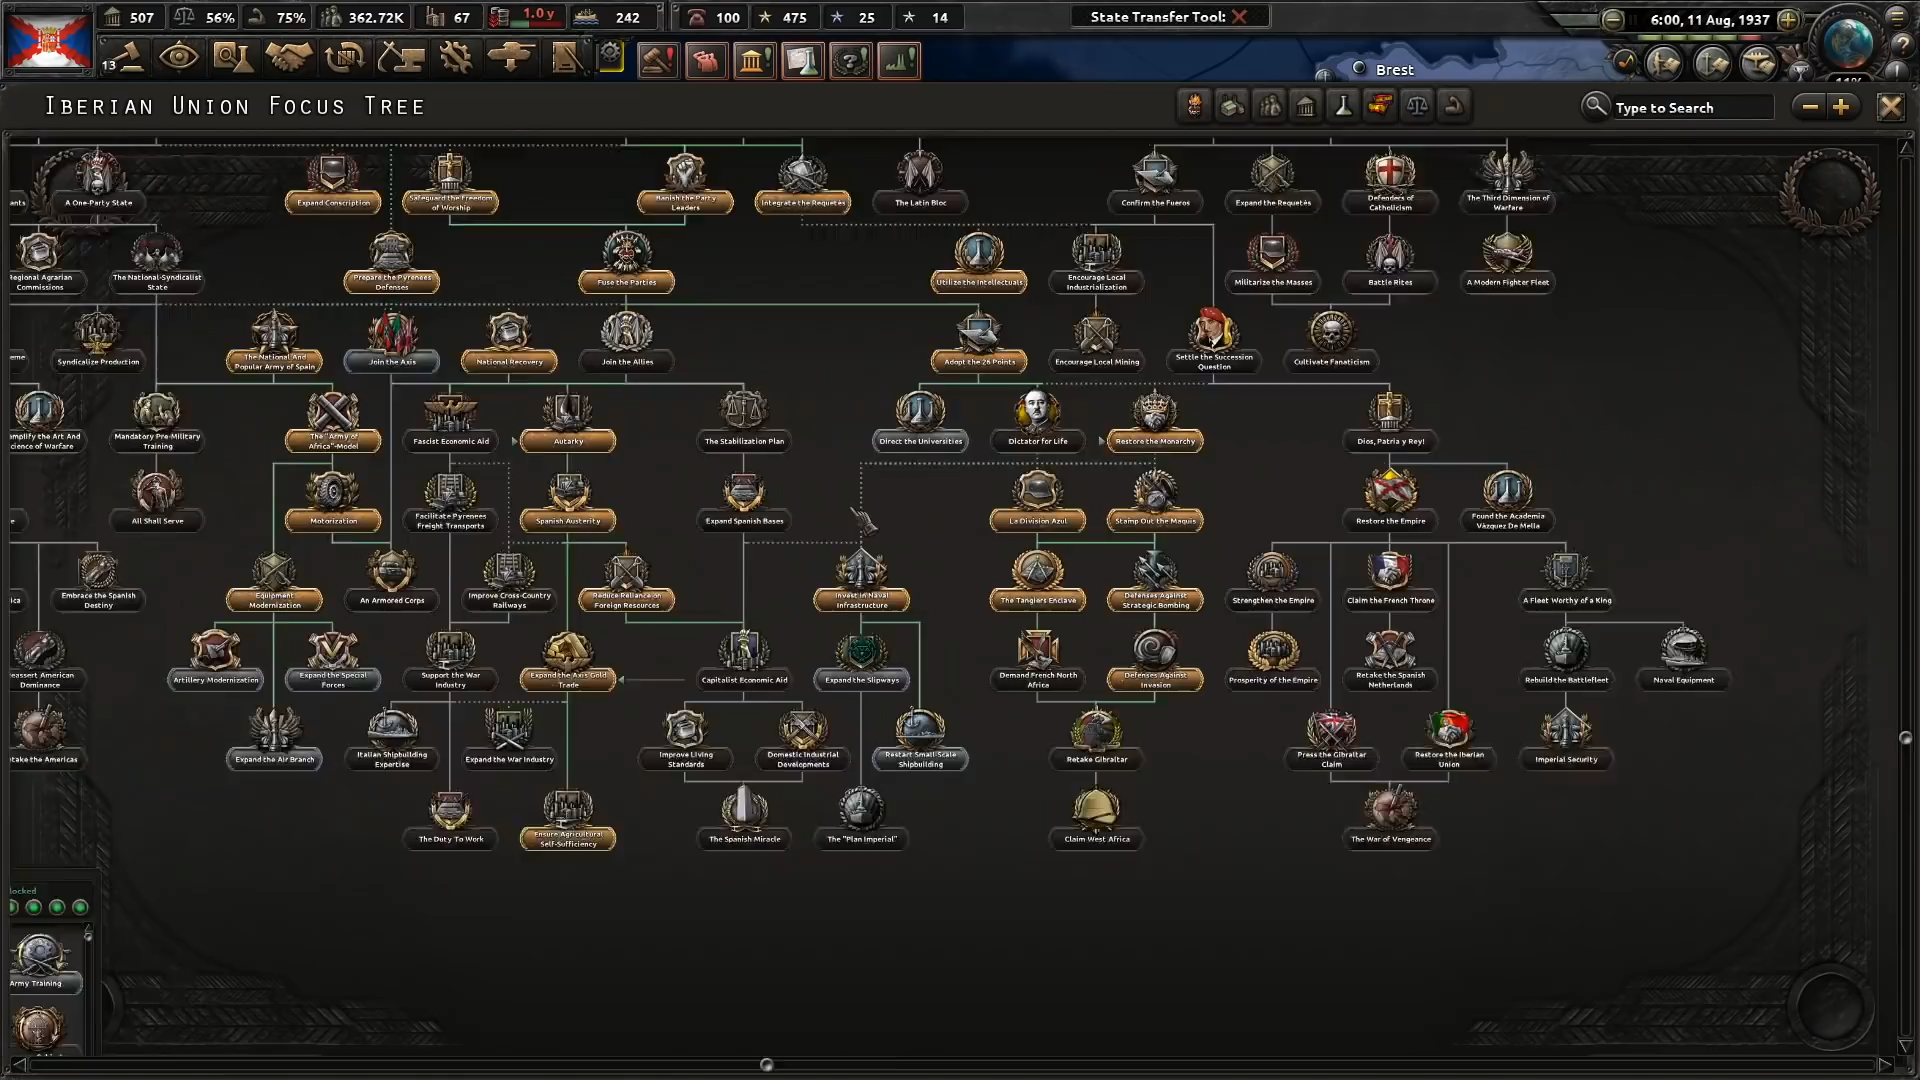 507 56% 75% 362.72K 67 1.0 y 242 100 475 25 14
State Transfer Tool:
6:00, 11 Aug, 1937
13
Brest
Iberian Union Focus Tree
Type to Search
A One-Party State
Expand Conscription
Safeguard the Freedom of Worship
Banish the Party Leaders
Integrate the Requetés
The Latin Bloc
Confirm the Fueros
Expand the Requetés
Defenders of Catholicism
The Third Dimension of Warfare
Regional Agrarian Commissions
The National-Syndicalist State
Prepare the Pyrenees Defenses
Fuse the Parties
Utilize the Intellectuals
Encourage Local Industrialization
Militarize the Masses
Battle Rites
A Modern Fighter Fleet
Syndicalize Production
The National And Popular Army of Spain
Join the Axis
National Recovery
Join the Allies
Adopt the 26 Points
Encourage Local Mining
Settle the Succession Question
Cultivate Fanaticism
Mandatory Pre-Military Training
The "Army of Africa"-Model
Fascist Economic Aid
Autarky
The Stabilization Plan
Direct the Universities
Dictator for Life
Restore the Monarchy
Dios, Patria y Rey!
All Shall Serve
Motorization
Facilitate Pyrenees Freight Transports
Spanish Austerity
Expand Spanish Bases
La Division Azul
Stamp Out the Maquis
Restore the Empire
Found the Academia Vázquez De Mella
Embrace the Spanish Destiny
Equipment Modernization
An Armored Corps
Improve Cross-Country Railways
Reduce Reliance on Foreign Resources
Invest in Naval Infrastructure
The Tangiers Enclave
Defenses Against Strategic Bombing
Strengthen the Empire
Claim the French Throne
A Fleet Worthy of a King
Reassert American Dominance
Artillery Modernization
Expand the Special Forces
Support the War Industry
Expand the Axis Gold Trade
Capitalist Economic Aid
Expand the Slipways
Demand French North Africa
Defenses Against Invasion
Prosperity of the Empire
Retake the Spanish Netherlands
Rebuild the Battlefleet
Naval Equipment
Retake the Americas
Expand the Air Branch
Italian Shipbuilding Expertise
Expand the War Industry
Improve Living Standards
Domestic Industrial Developments
Restart Small-Scale Shipbuilding
Retake Gibraltar
Press the Gibraltar Claim
Restore the Iberian Union
Imperial Security
The Duty To Work
Ensure Agricultural Self-Sufficiency
The Spanish Miracle
The "Plan Imperial"
Claim West Africa
The War of Vengeance
Army Training